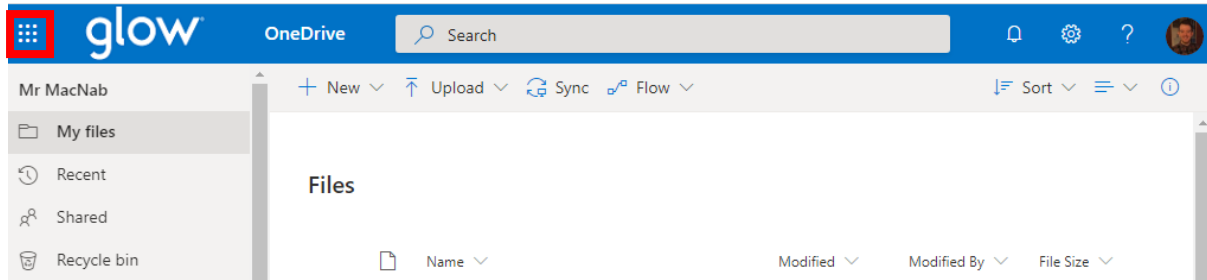 glow OneDrive Search ?
Mr MacNab
New Upload Sync Flow Sort
My files
Recent
Files
Shared
Recycle bin
Name Modified Modified By File Size